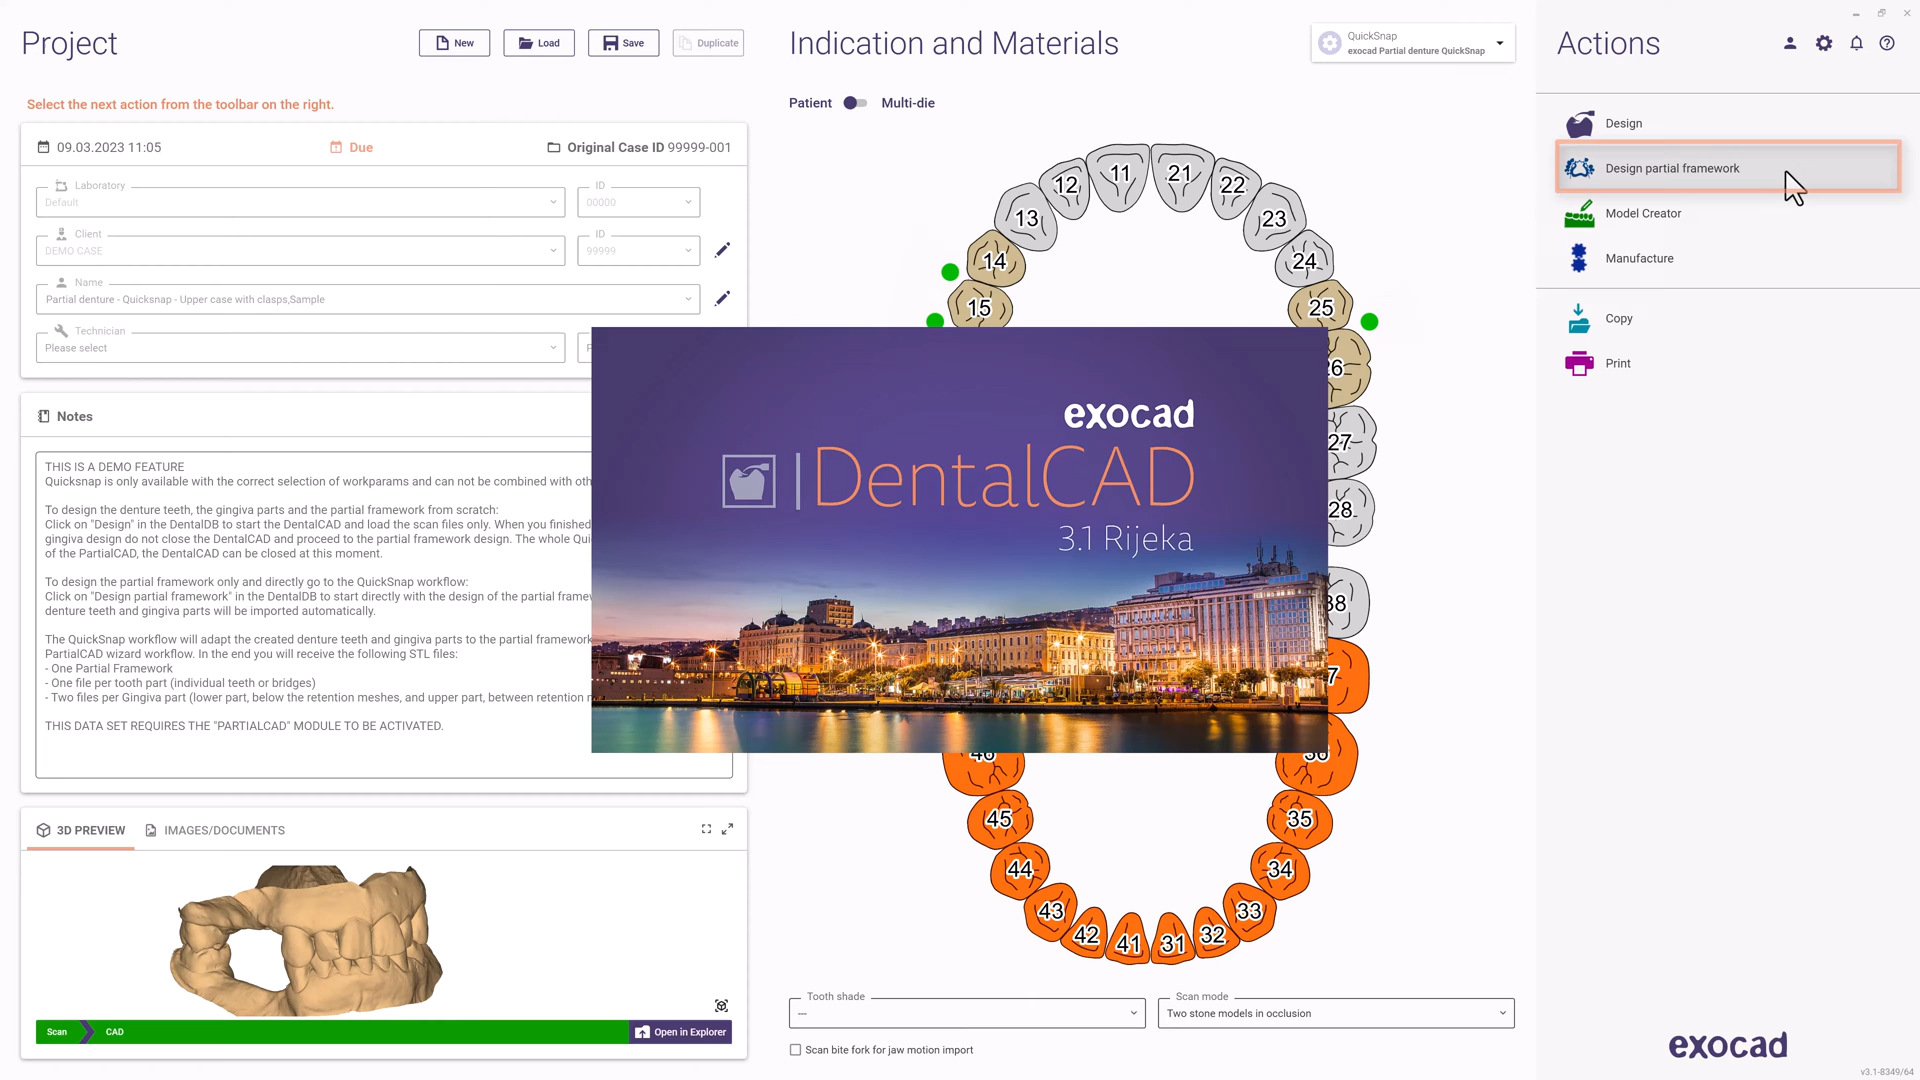 Project
New
Load
Save
Duplicate
Select the next action from the toolbar on the right.
09.03.2023 11:05
Due
Original Case ID 99999-001
Laboratory
Default
ID
00000
Client
DEMO CASE
ID
99999
Name
Partial denture - Quicksnap - Upper case with clasps,Sample
Technician
Please select
Notes
THIS IS A DEMO FEATURE
Quicksnap is only available with the correct selection of workparams and can not be combined with
To design the denture teeth, the gingiva parts and the partial framework from scratch:
Click on "Design" in the DentalDB to start the DentalCAD and load the scan files only. When you finished
gingiva design do not close the DentalCAD and proceed to the partial framework design. The whole
of the PartialCAD, the DentalCAD can be closed at this moment.
To design the partial framework only and directly go to the QuickSnap workflow:
Click on "Design partial framework" in the DentalDB to start directly with the design of the partial
denture teeth and gingiva parts will be imported automatically.
The QuickSnap workflow will adapt the created denture teeth and gingiva parts to the partial framework
PartialCAD wizard workflow. In the end you will receive the following STL files:
- One Partial Framework
- One file per tooth part (individual teeth or bridges)
- Two files per Gingiva part (lower part, below the retention meshes, and upper part, between retention
THIS DATA SET REQUIRES THE "PARTIALCAD" MODULE TO BE ACTIVATED.
3D PREVIEW
IMAGES/DOCUMENTS
Scan
CAD
Open in Explorer
Indication and Materials
QuickSnap
exocad Partial denture QuickSnap
Patient
Multi-die
11
21
12
22
13
23
14
24
15
25
27
28
exocad
DentalCAD
3.1 Rijeka
45
35
44
34
43
33
42
41
31
32
Tooth shade
---
Scan mode
Two stone models in occlusion
Scan bite fork for jaw motion import
Actions
Design
Design partial framework
Model Creator
Manufacture
Copy
Print
exocad
v3.1-8349/64